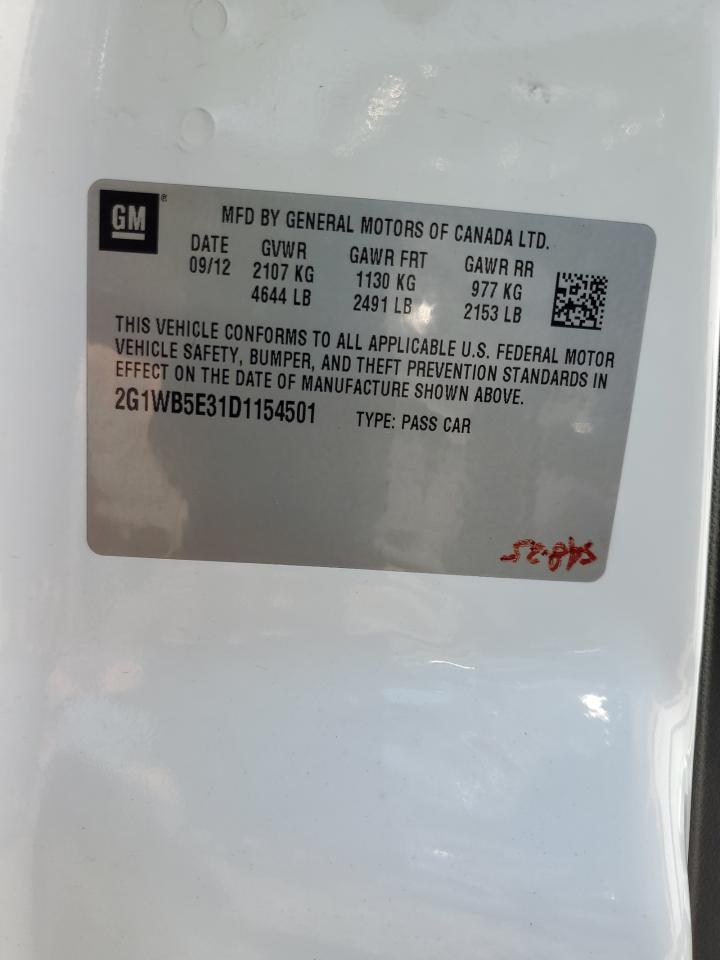 GM ®
MFD BY GENERAL MOTORS OF CANADA LTD.
DATE GVWR GAWR FRT GAWR RR
09/12 2107 KG 1130 KG 977 KG
4644 LB 2491 LB 2153 LB
THIS VEHICLE CONFORMS TO ALL APPLICABLE U.S. FEDERAL MOTOR
VEHICLE SAFETY, BUMPER, AND THEFT PREVENTION STANDARDS IN
EFFECT ON THE DATE OF MANUFACTURE SHOWN ABOVE.
2G1WB5E31D1154501 TYPE: PASS CAR